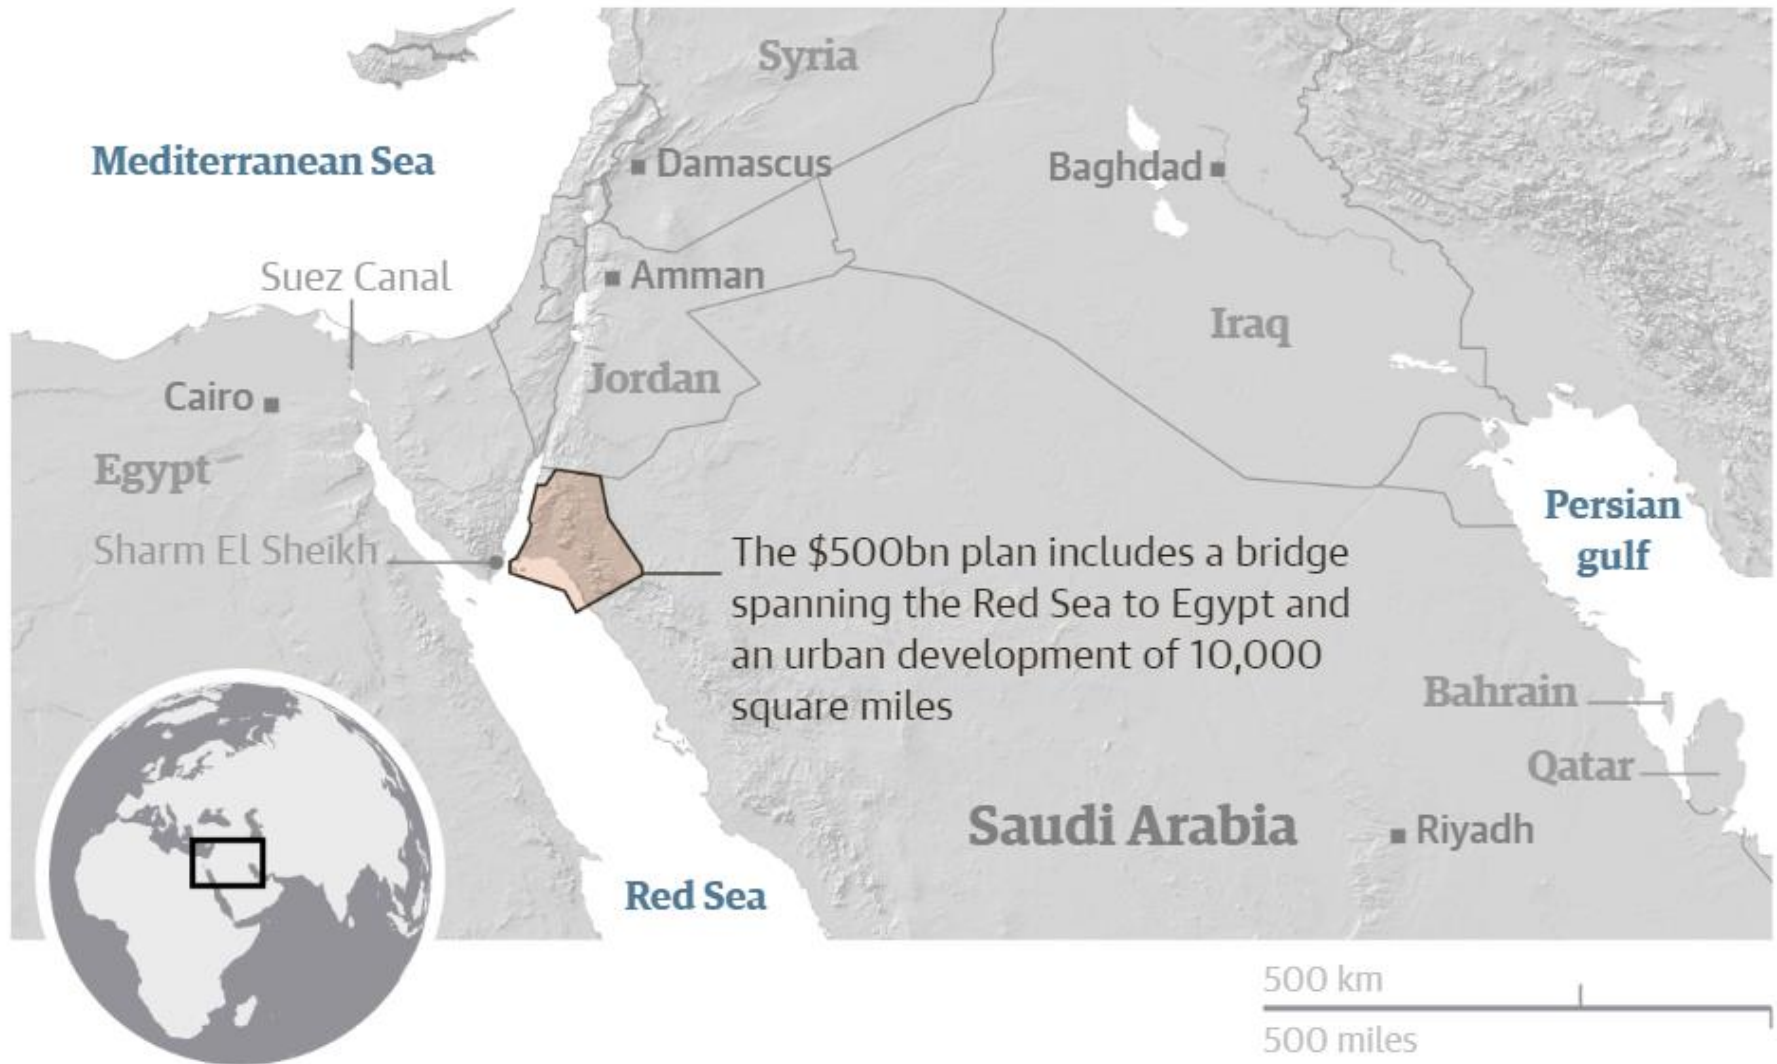 Syria
Mediterranean Sea
Damascus
Baghdad
Suez Canal
Amman
Iraq
Jordan
Cairo
Egypt
Persian
gulf
Sharm El Sheikh
The $500bn plan includes a bridge
spanning the Red Sea to Egypt and
an urban development of 10,000
square miles
Bahrain
Qatar
Saudi Arabia
Riyadh
Red Sea
500 km
500 miles